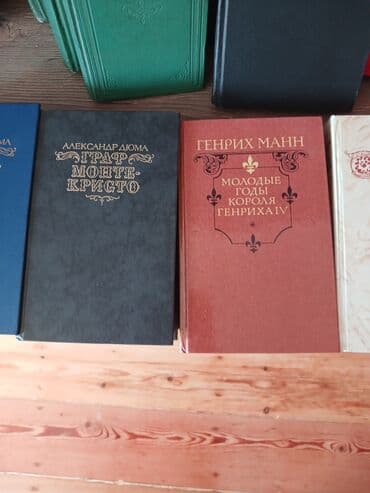 АЛЕКСАНДР ДЮМА
ГРАФ
МОНТЕ-
КРИСТО
ГЕНРИХ МАНН
МОЛОДЫЕ
ГОДЫ
КОРОЛЯ
ГЕНРИХА IV